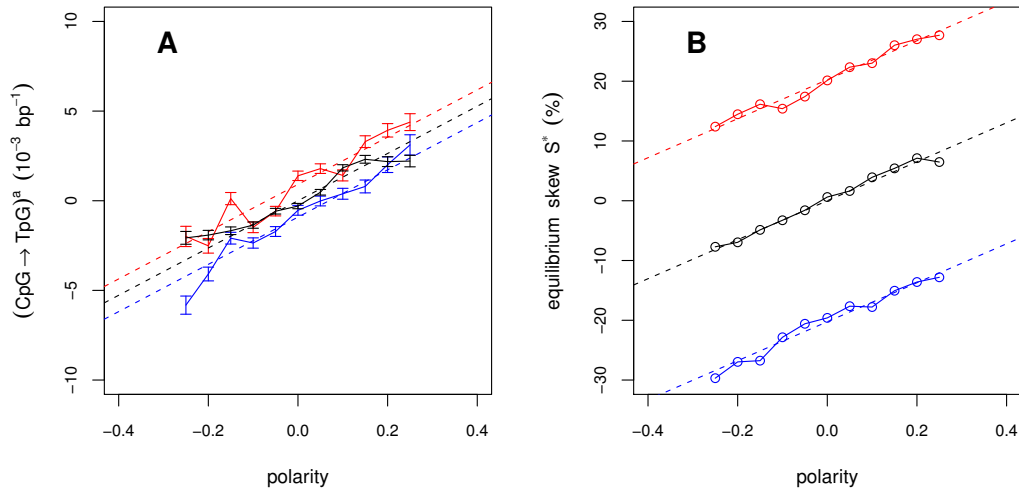 A
((CpG → TpG)ᵃ (10⁻³ bp⁻¹)
10
5
0
−5
−10
−0.4 −0.2 0.0 0.2 0.4
polarity
B
equilibrium skew S* (%)
30
20
10
0
−10
−20
−30
−0.4 −0.2 0.0 0.2 0.4
polarity